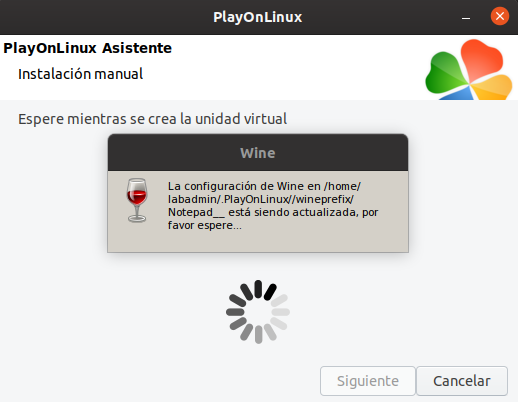 PlayOnLinux
PlayOnLinux Asistente
Instalación manual
Espere mientras se crea la unidad virtual
Wine
La configuración de Wine en /home/
labadmin/.PlayOnLinux//wineprefix/
Notepad__ está siendo actualizada, por
favor espere...
Siguiente
Cancelar